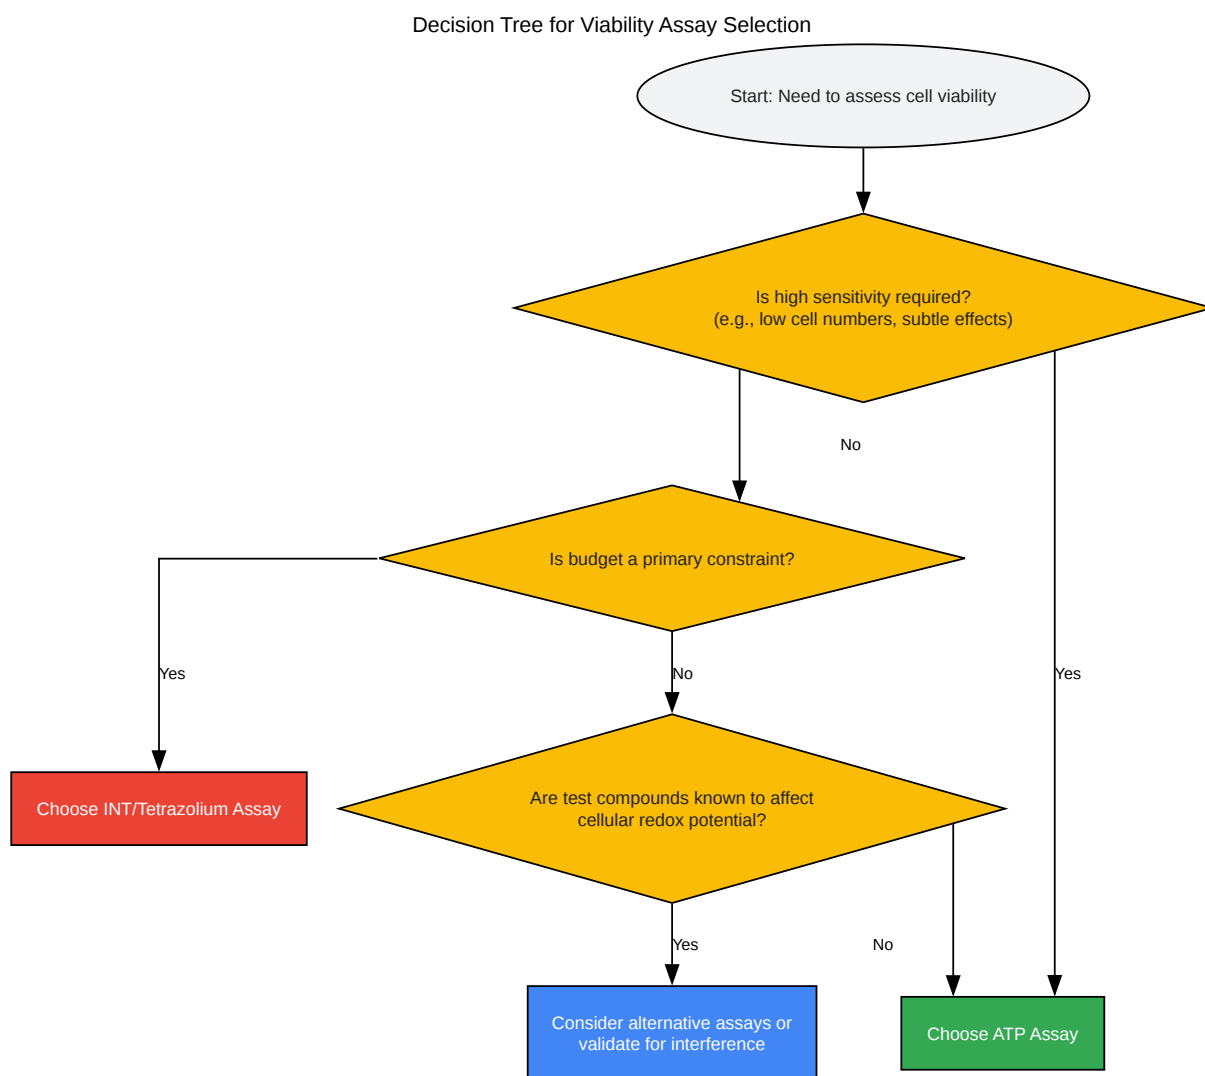 Decision Tree for Viability Assay Selection
Start: Need to assess cell viability
Is high sensitivity required?
(e.g., low cell numbers, subtle effects)
No
Is budget a primary constraint?
Yes
No
Yes
Choose INT/Tetrazolium Assay
Are test compounds known to affect
cellular redox potential?
Yes
No
Consider alternative assays or
validate for interference
Choose ATP Assay